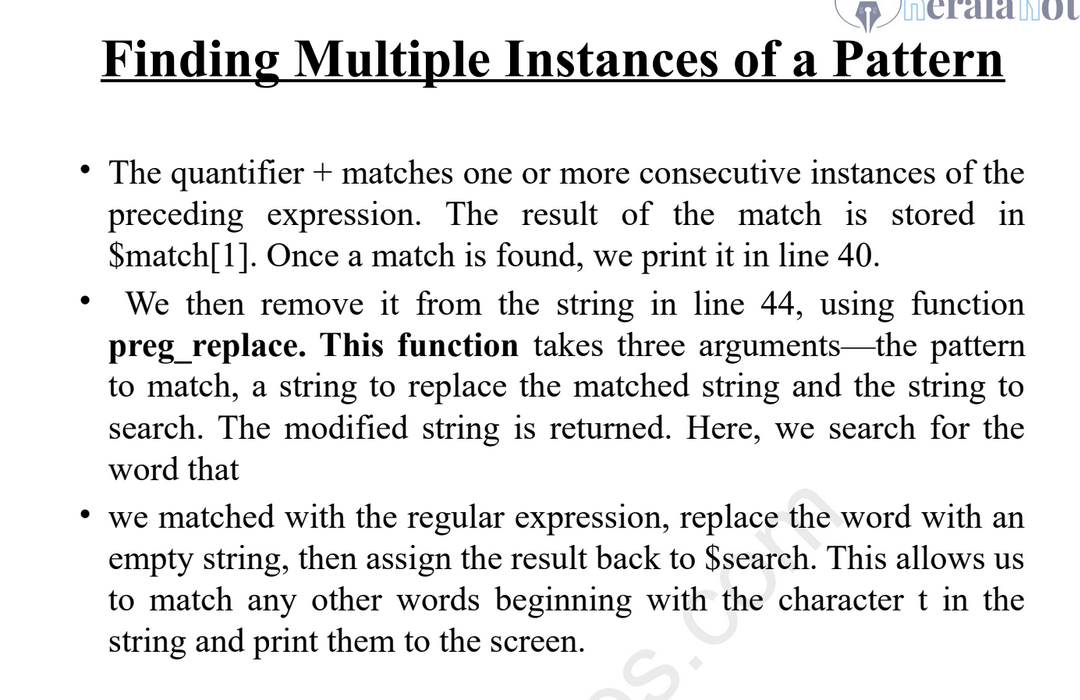 Finding Multiple Instances of a Pattern
• The quantifier + matches one or more consecutive instances of the
preceding expression. The result of the match is stored in
$match[1]. Once a match is found, we print it in line 40.
• We then remove it from the string in line 44, using function
preg_replace. This function takes three arguments—the pattern
to match, a string to replace the matched string and the string to
search. The modified string is returned. Here, we search for the
word that
• we matched with the regular expression, replace the word with an
empty string, then assign the result back to $search. This allows us
to match any other words beginning with the character t in the
string and print them to the screen.